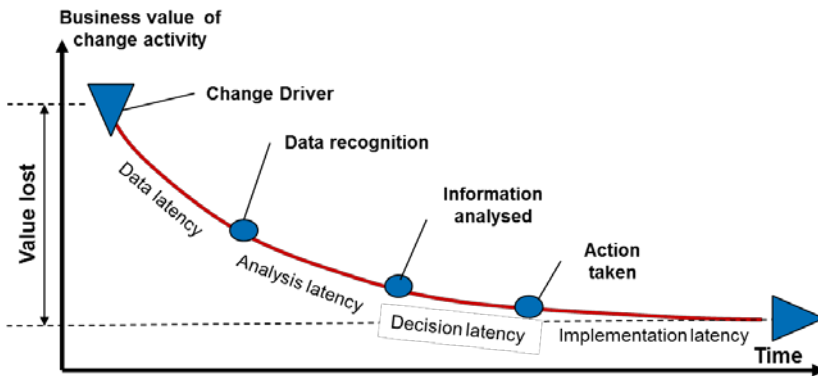 Business value of
change activity
Change Driver
Data recognition
Information
analysed
Action
taken
Value lost
Data latency
Analysis latency
Decision latency
Implementation latency
Time